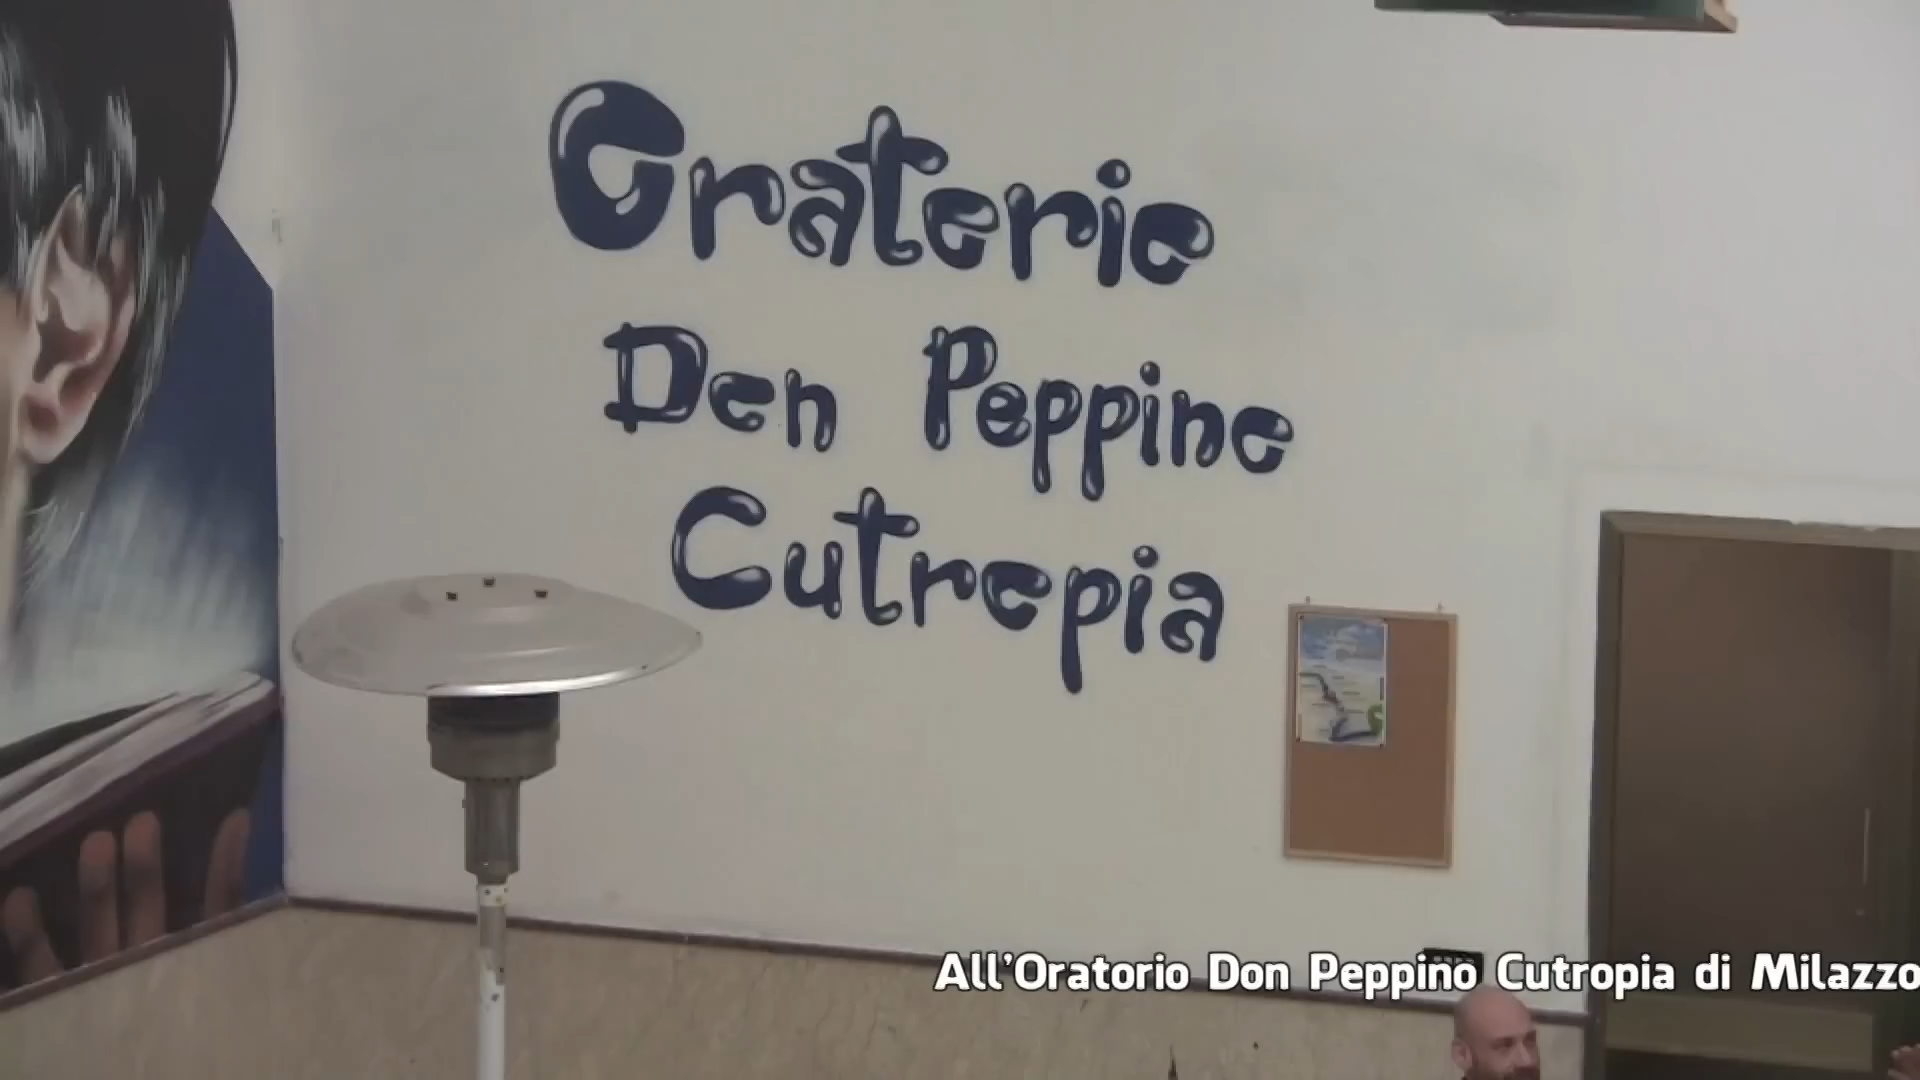 Oratorio
Don Peppino
Cutropia
All'Oratorio Don Peppino Cutropia di Milazzo